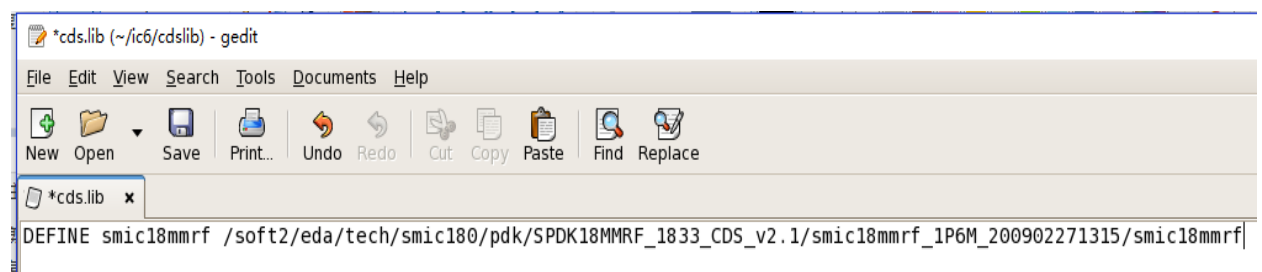 *cds.lib (~/ic6/cdslib) - gedit
File Edit View Search Tools Documents Help
New Open Save Print... Undo Redo Cut Copy Paste Find Replace
*cds.lib x
DEFINE smic18mmrf /soft2/eda/tech/smic180/pdk/SPDK18MMRF_1833_CDS_v2.1/smic18mmrf_1P6M_200902271315/smic18mmrf